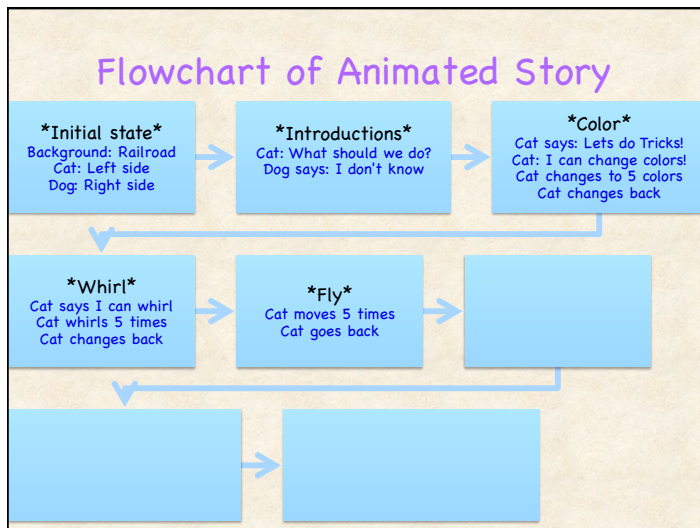 Flowchart of Animated Story
*Initial state*
Background: Railroad
Cat: Left side
Dog: Right side
*Introductions*
Cat: What should we do?
Dog says: I don't know
*Color*
Cat says: Lets do Tricks!
Cat: I can change colors!
Cat changes to 5 colors
Cat changes back
*Whirl*
Cat says I can whirl
Cat whirls 5 times
Cat changes back
*Fly*
Cat moves 5 times
Cat goes back